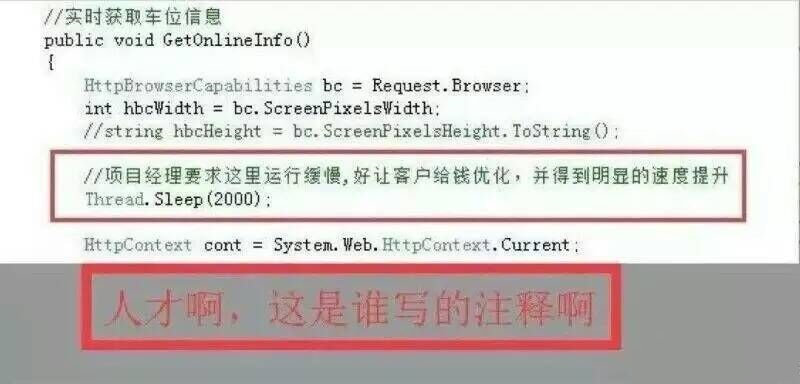 //实时获取车位信息
public void GetOnlineInfo()
{
HttpBrowserCapabilities bc = Request.Browser;
int hbcWidth = bc.ScreenPixelsWidth;
//string hbcHeight = bc.ScreenPixelsHeight.ToString();
//项目经理要求这里运行缓慢,好让客户给钱优化，并得到明显的速度提升
Thread.Sleep(2000);
HttpContext cont = System.Web.HttpContext.Current;
人才啊，这是谁写的注释啊